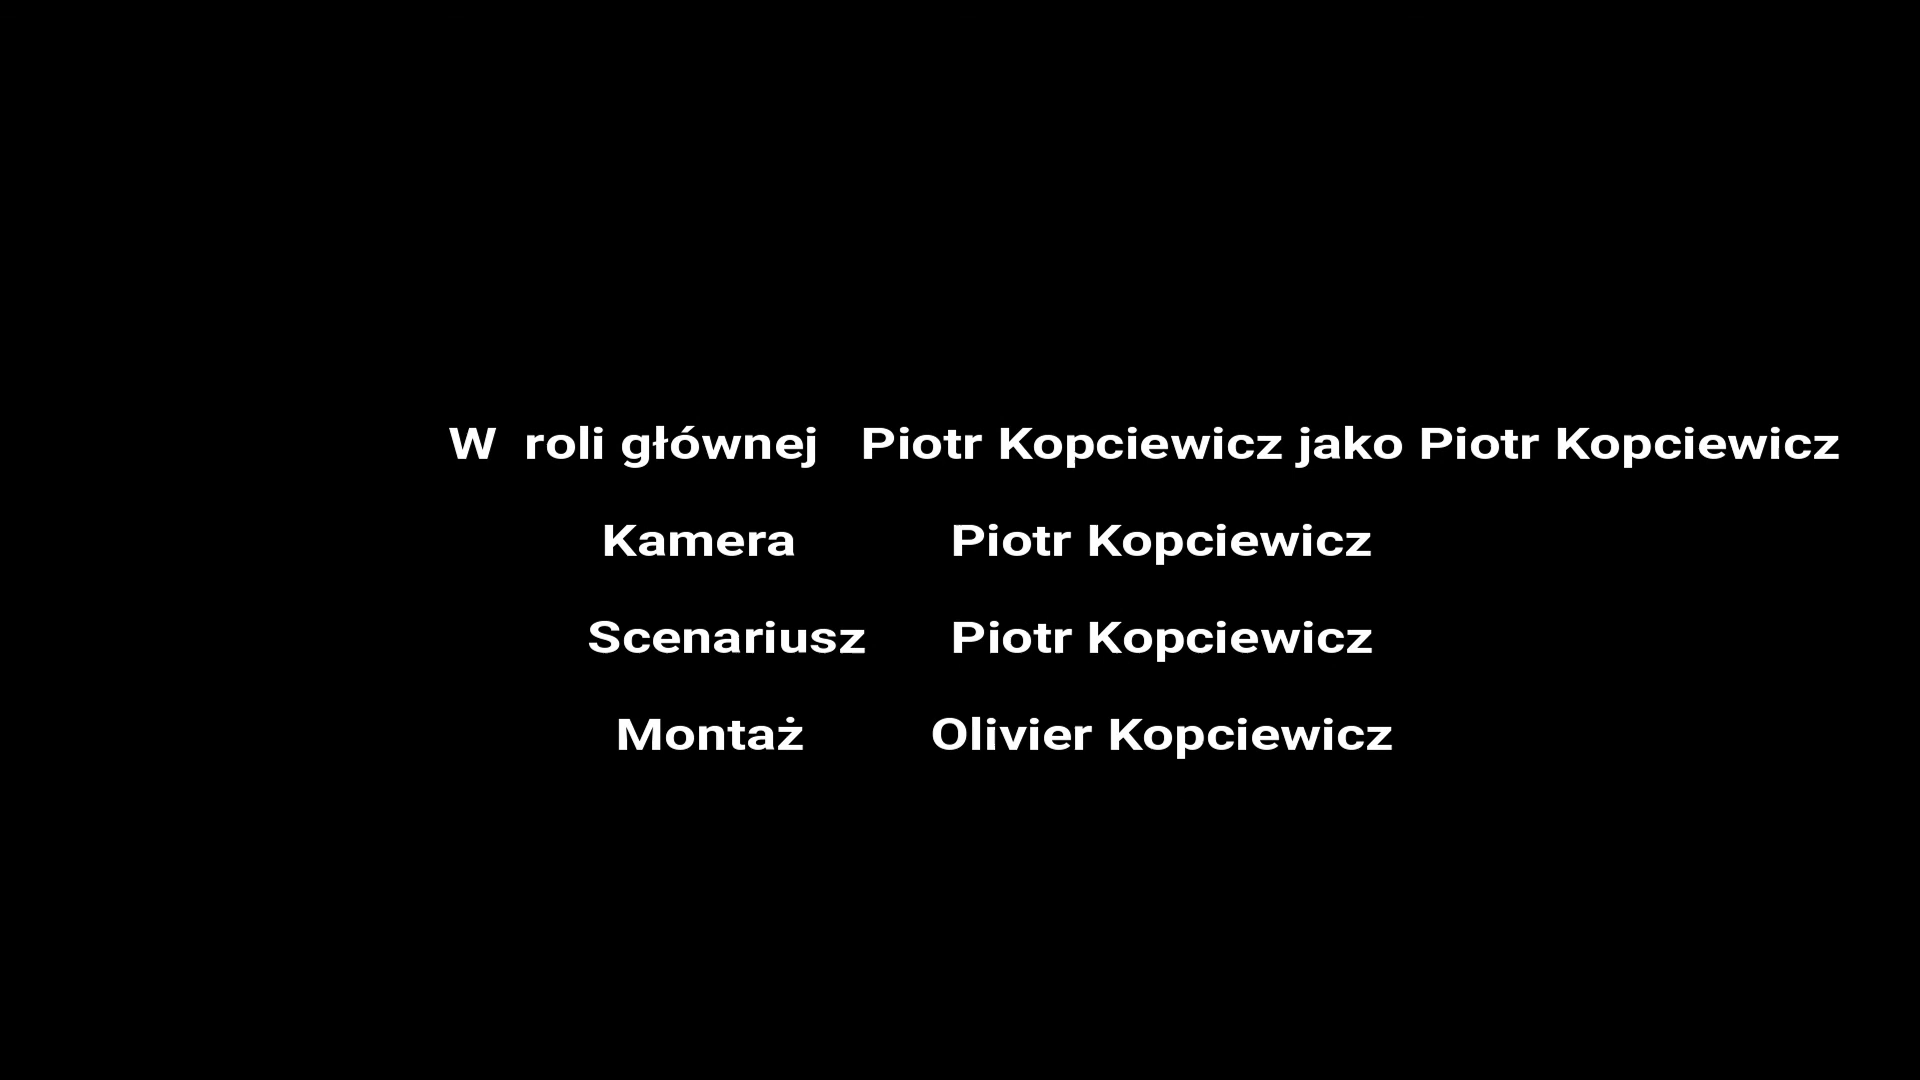 W roli głównej Piotr Kopciewicz jako Piotr Kopciewicz
Kamera Piotr Kopciewicz
Scenariusz Piotr Kopciewicz
Montaż Olivier Kopciewicz